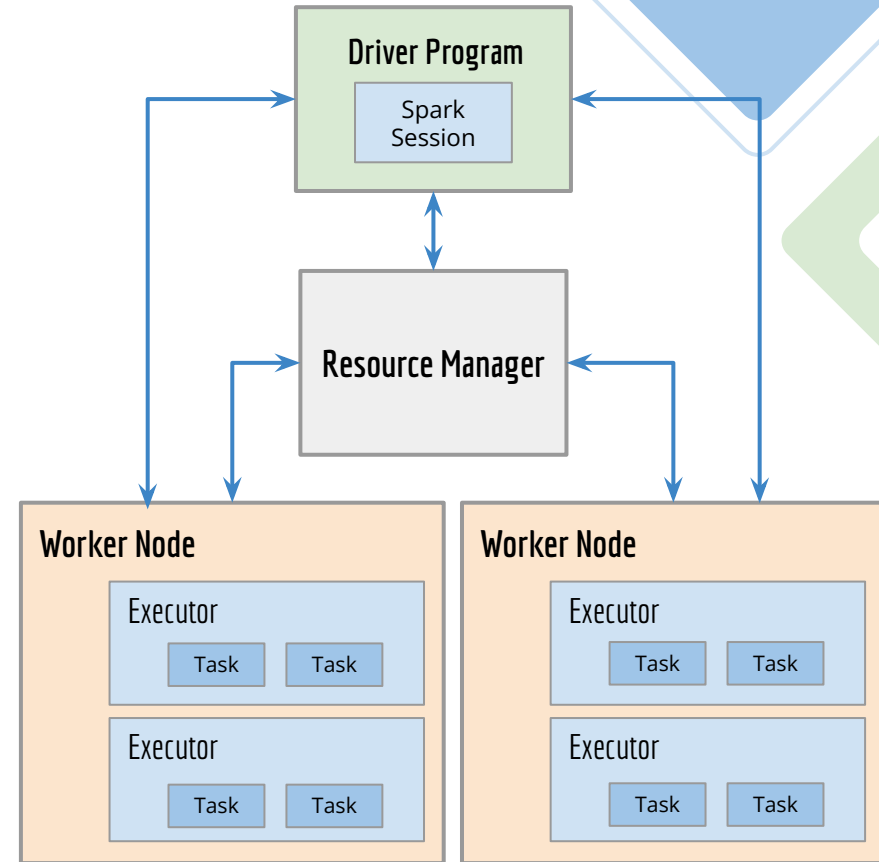 Driver Program
Spark
Session
Resource Manager
Worker Node
Executor
Task Task
Executor
Task Task
Worker Node
Executor
Task Task
Executor
Task Task